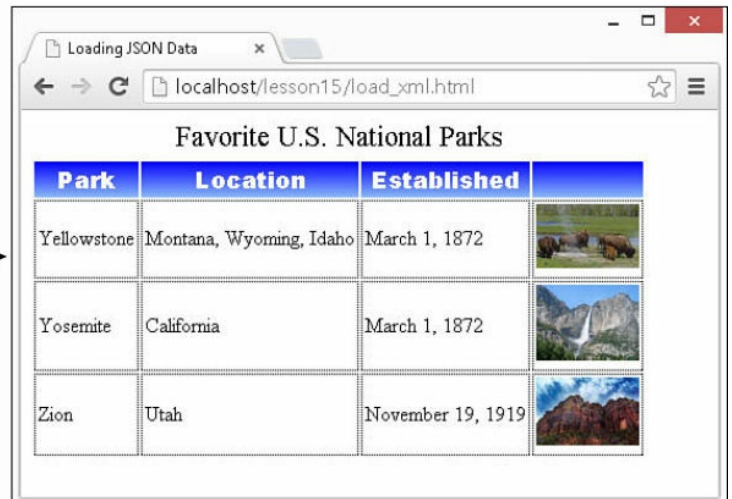 Loading JSON Data
localhost/lesson15/load_xml.html
Favorite U.S. National Parks
Park Location Established
Yellowstone Montana, Wyoming, Idaho March 1, 1872
Yosemite California March 1, 1872
Zion Utah November 19, 1919